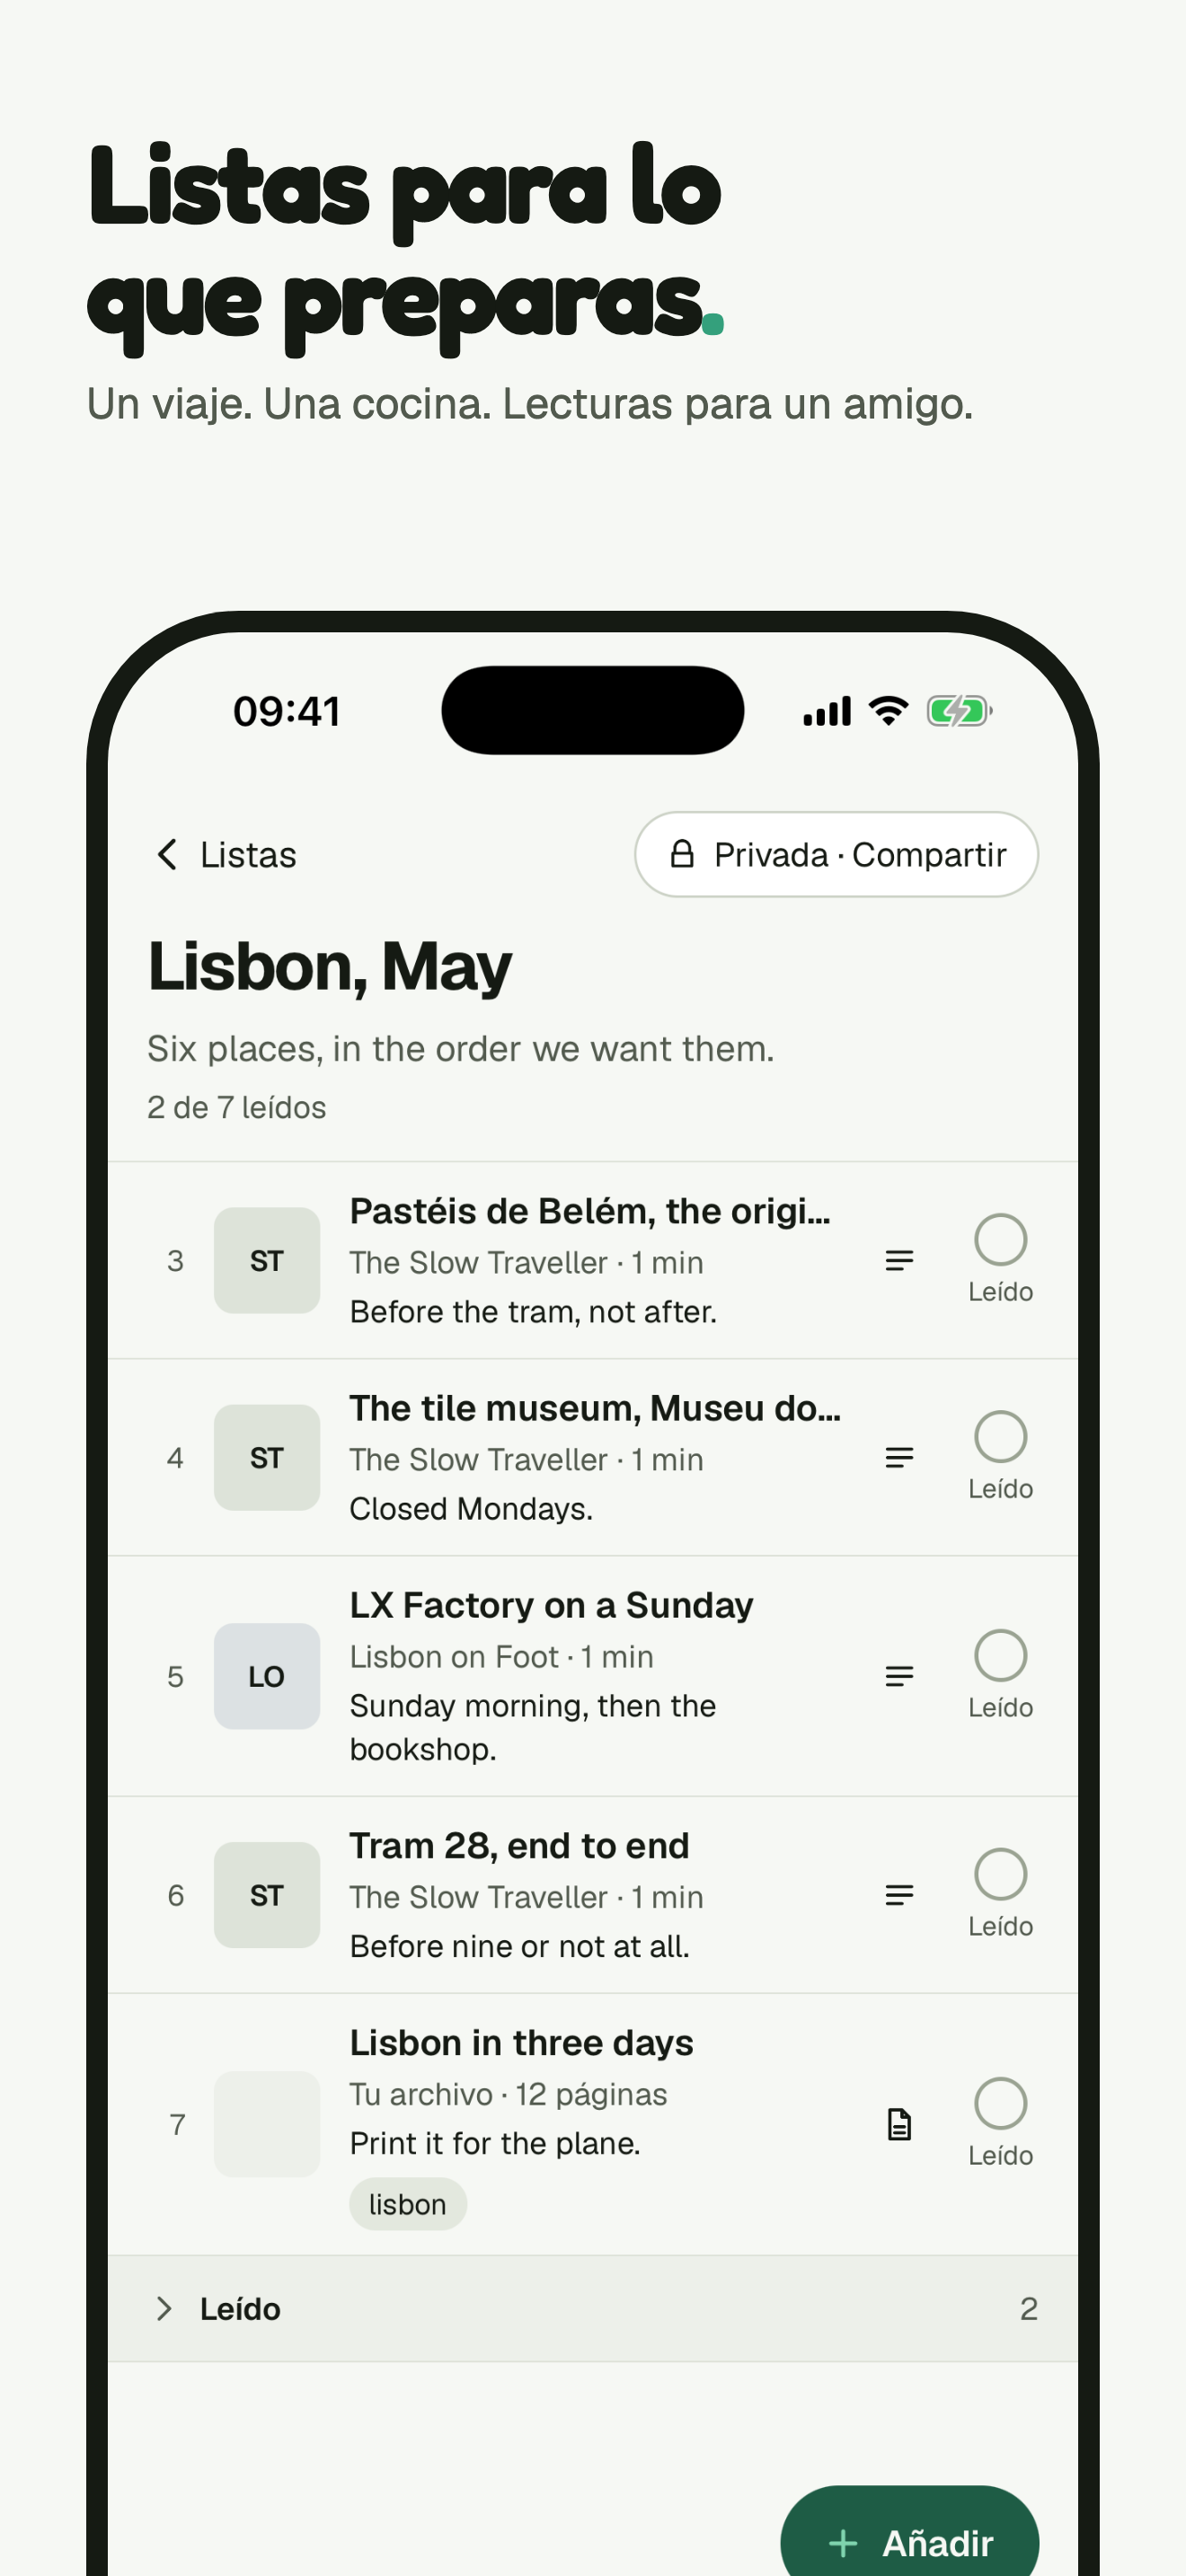 Listas para lo
que preparas.
Un viaje. Una cocina. Lecturas para un amigo.
09:41
Listas
Privada · Compartir
Lisbon, May
Six places, in the order we want them.
2 de 7 leídos
3
ST
Pastéis de Belém, the origi...
The Slow Traveller · 1 min
Before the tram, not after.
Leído
4
ST
The tile museum, Museu do...
The Slow Traveller · 1 min
Closed Mondays.
Leído
5
LO
LX Factory on a Sunday
Lisbon on Foot · 1 min
Sunday morning, then the
bookshop.
Leído
6
ST
Tram 28, end to end
The Slow Traveller · 1 min
Before nine or not at all.
Leído
7
Lisbon in three days
Tu archivo · 12 páginas
Print it for the plane.
lisbon
Leído
Leído
2
+ Añadir